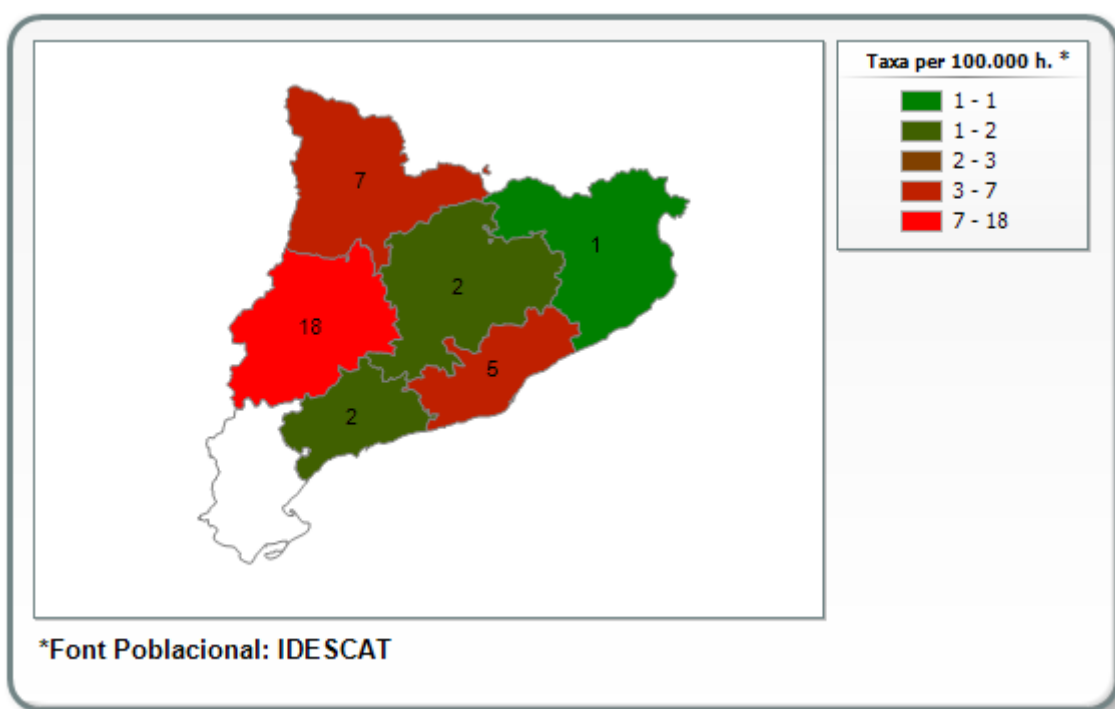 Taxa per 100.000 h. *
1 - 1
1 - 2
2 - 3
3 - 7
7 - 18
7
1
2
18
5
2
*Font Poblacional: IDESCAT